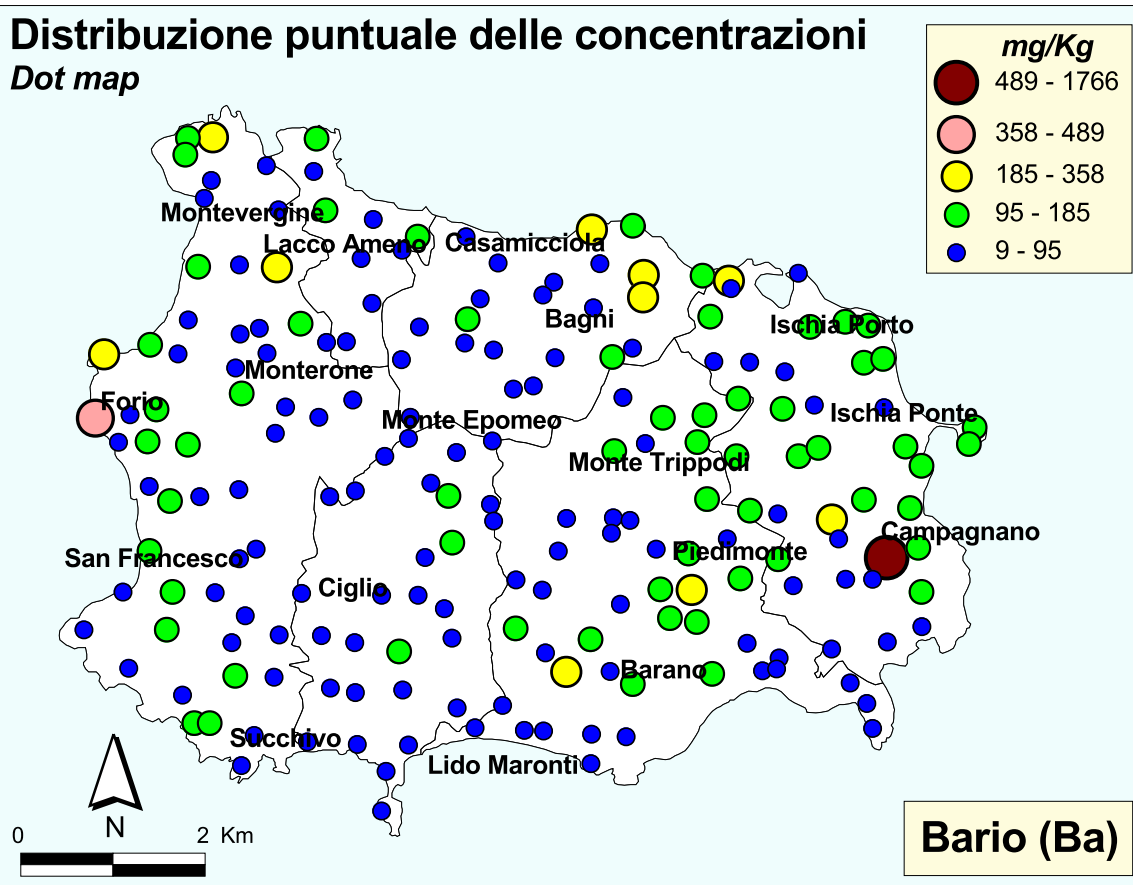 Distribuzione puntuale delle concentrazioni
Dot map
mg/Kg
489 - 1766
358 - 489
185 - 358
95 - 185
9 - 95
Montevergine
Lacco Ameno
Casamicciola
Bagni
Ischia Porto
Monterone
Forio
Monte Epomeo
Ischia Ponte
Monte Trippodi
Campagnano
San Francesco
Piedimonte
Ciglio
Barano
Succhivo
Lido Maronti
N
0 2 Km
Bario (Ba)